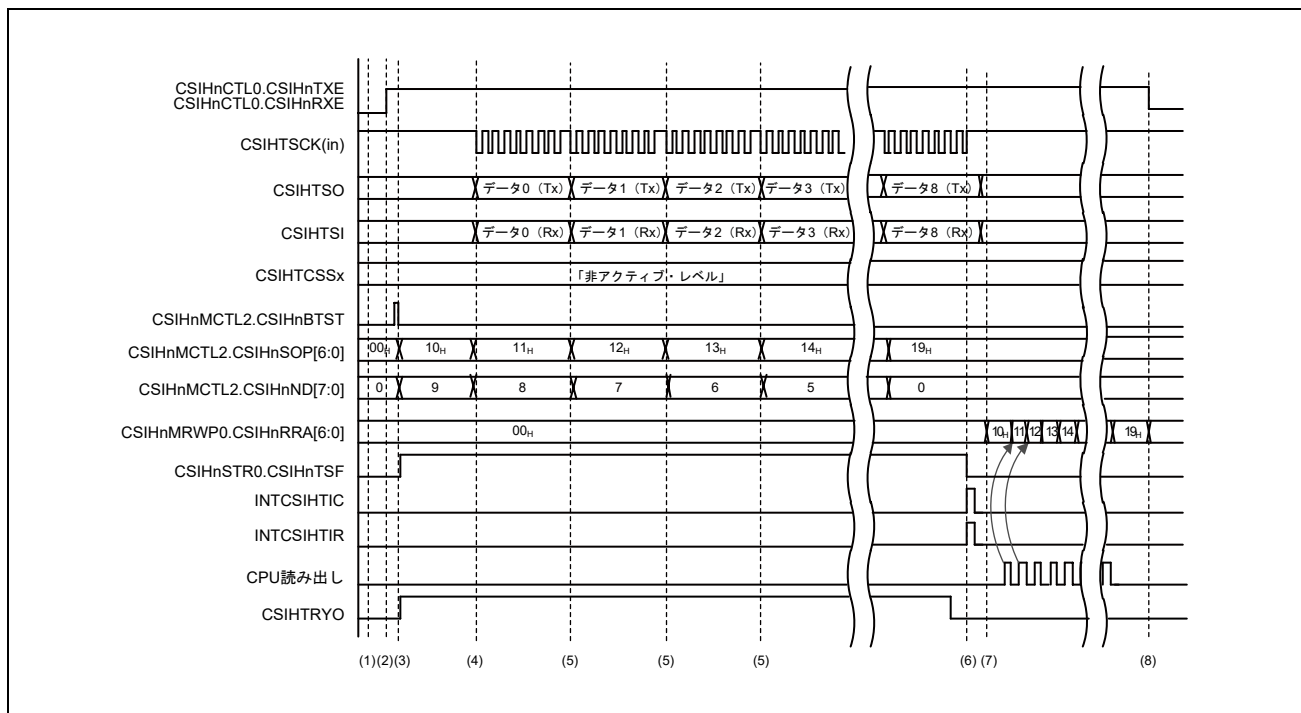 CSIHnCTL0.CSIHnTXE
CSIHnCTL0.CSIHnRXE
CSIHTSCK(in)
CSIHTSO
データ0（Tx）
データ1（Tx）
データ2（Tx）
データ3（Tx）
データ8（Tx）
CSIHTSI
データ0（Rx）
データ1（Rx）
データ2（Rx）
データ3（Rx）
データ8（Rx）
CSIHTCSSx
「非アクティブ・レベル」
CSIHnMCTL2.CSIHnBTST
CSIHnMCTL2.CSIHnSOP[6:0]
00H 10H 11H 12H 13H 14H 19H
CSIHnMCTL2.CSIHnND[7:0]
0 9 8 7 6 5 0
CSIHnMRWP0.CSIHnRRA[6:0]
00H 10H 11 12 13 14 19H
CSIHnSTR0.CSIHnTSF
INTCSIHTIC
INTCSIHTIR
CPU読み出し
CSIHTRYO
(1) (2) (3) (4) (5) (5) (5) (6) (7) (8)